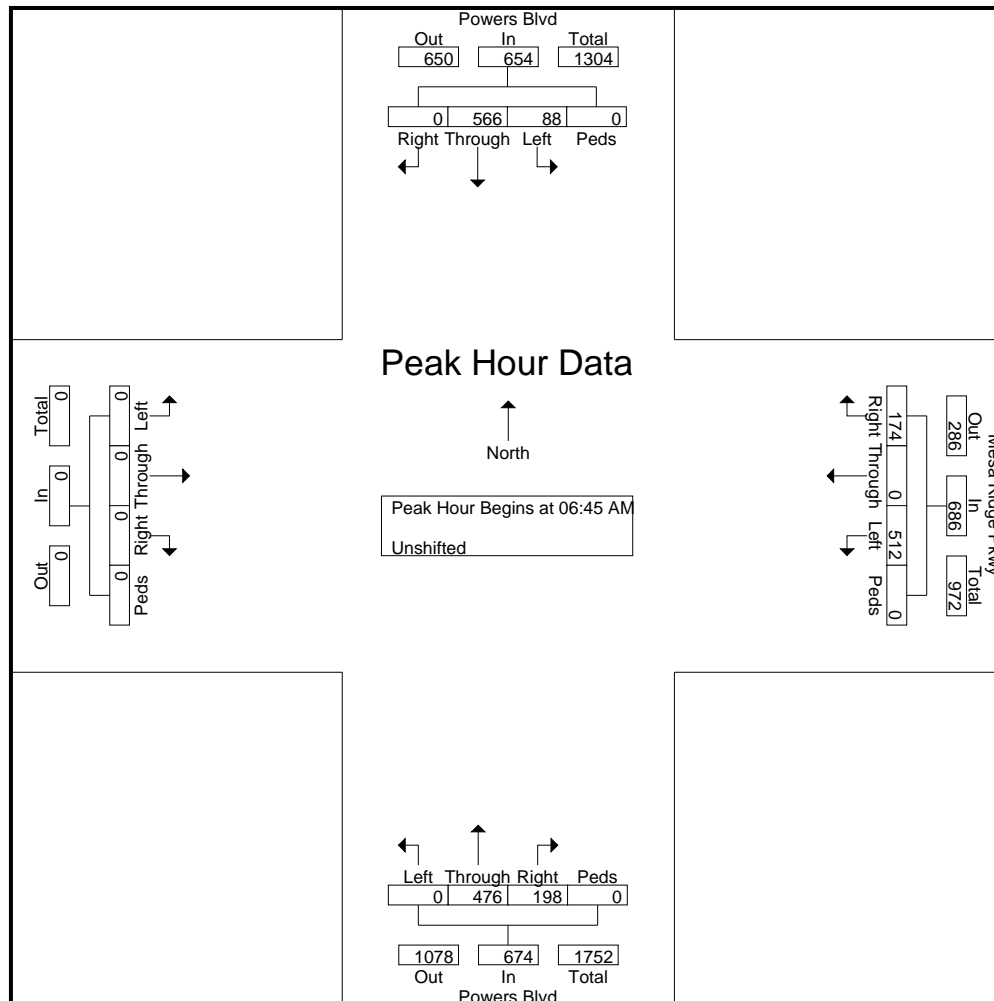 Powers Blvd
Out In Total
650 654 1304
0 566 88 0
Right Through Left Peds
Peak Hour Data
North
Peak Hour Begins at 06:45 AM
Unshifted
Total In Out
0 0 0
0 0 0 0
Left Through Right Peds
Mesa Ridge Pkwy
Out In Total
286 686 972
174 0 512 0
Right Through Left Peds
Left Through Right Peds
0 476 198 0
1078 674 1752
Out In Total
Powers Blvd